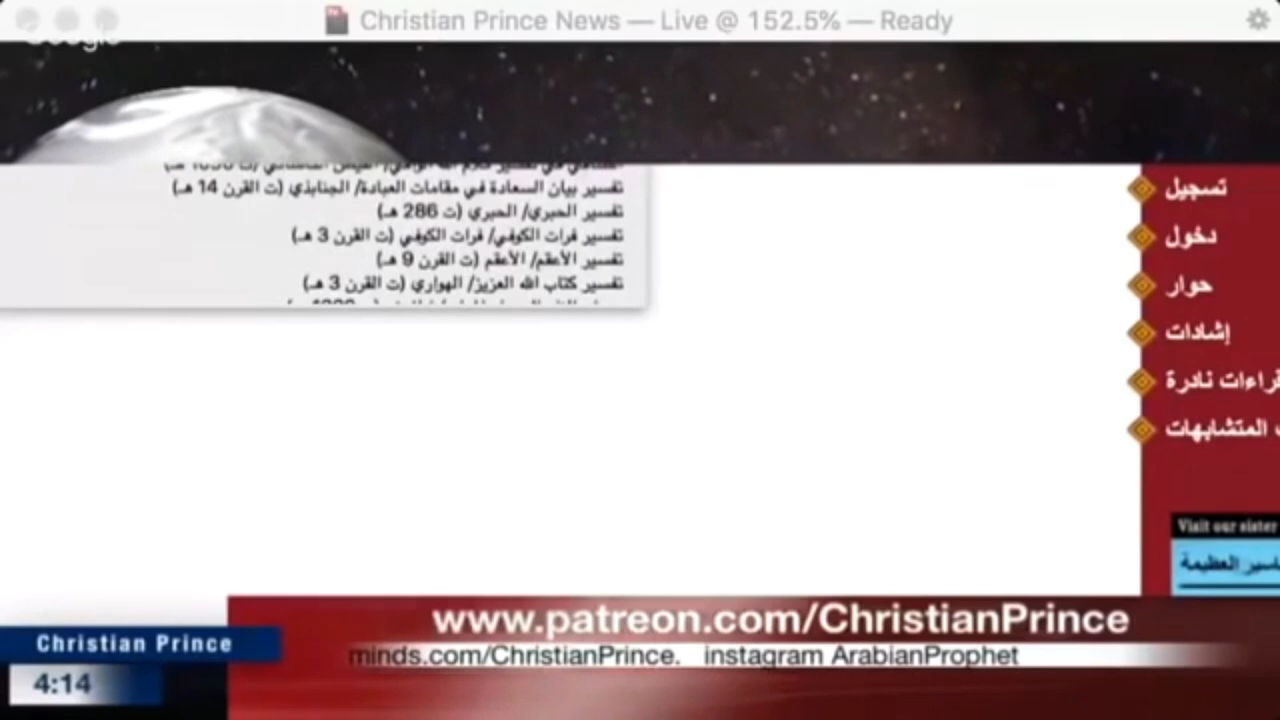 Christian Prince News — Live @ 152.5% — Ready
Google
تفسير بيان السعادة في مقامات العبادة/ الجنابذي (ت القرن 14 هـ)
تفسير الحبري/ الحبري (ت 286 هـ)
تفسير فرات الكوفي/ فرات الكوفي (ت القرن 3 هـ)
تفسير الأعقم/ الأعقم (ت القرن 9 هـ)
تفسير كتاب الله العزيز/ الهواري (ت القرن 3 هـ)
تسجيل
دخول
حوار
إشادات
قراءات نادرة
المتشابهات
Visit our sister
العظيمة
www.patreon.com/ChristianPrince
minds.com/ChristianPrince. instagram ArabianProphet
Christian Prince
4:14